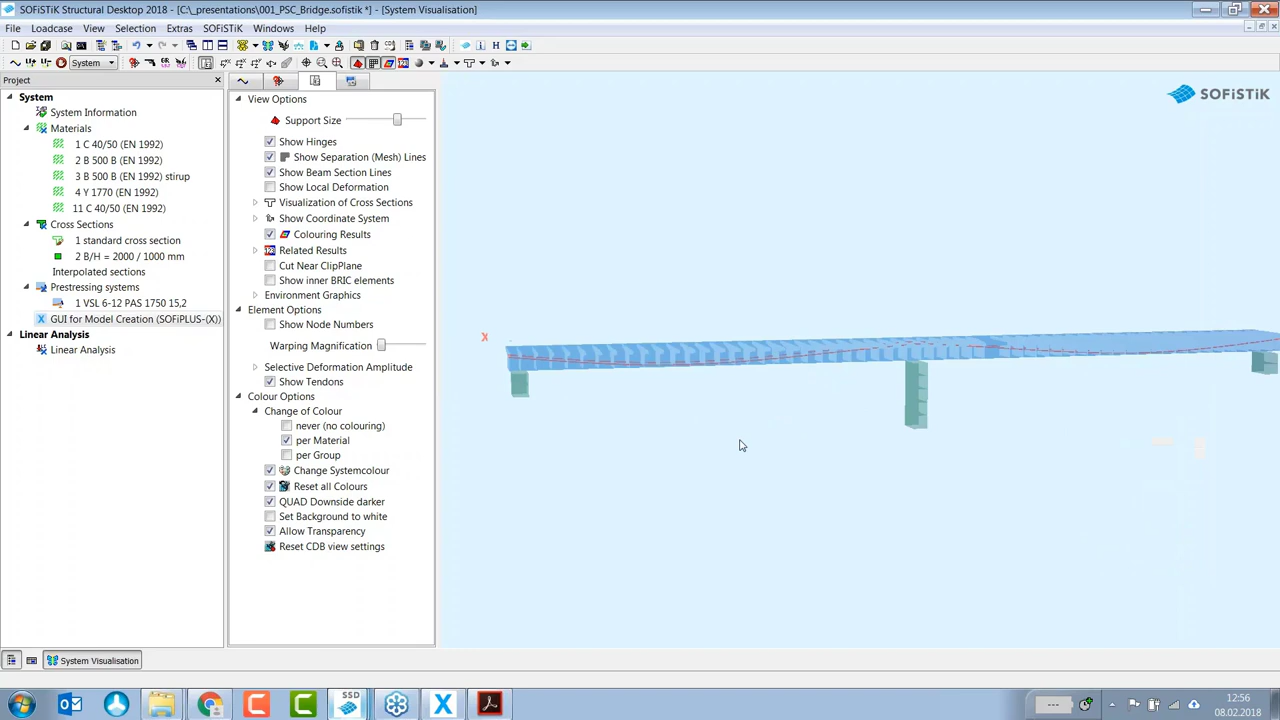 SOFiSTiK Structural Desktop 2018 - [C:\_presentations\001_PSC_Bridge.sofistik *] - [System Visualisation]
File Loadcase View Selection Extras SOFiSTiK Windows Help
System
Project
System
System Information
Materials
1 C 40/50 (EN 1992)
2 B 500 B (EN 1992)
3 B 500 B (EN 1992) stirup
4 Y 1770 (EN 1992)
11 C 40/50 (EN 1992)
Cross Sections
1 standard cross section
2 B/H = 2000 / 1000 mm
Interpolated sections
Prestressing systems
1 VSL 6-12 PAS 1750 15,2
X GUI for Model Creation (SOFiPLUS-(X))
Linear Analysis
Linear Analysis
View Options
Support Size
Show Hinges
Show Separation (Mesh) Lines
Show Beam Section Lines
Show Local Deformation
Visualization of Cross Sections
Show Coordinate System
Colouring Results
123 Related Results
Cut Near ClipPlane
Show inner BRIC elements
Environment Graphics
Element Options
Show Node Numbers
Warping Magnification
Selective Deformation Amplitude
Show Tendons
Colour Options
Change of Colour
never (no colouring)
per Material
per Group
Change Systemcolour
Reset all Colours
QUAD Downside darker
Set Background to white
Allow Transparency
Reset CDB view settings
SOFiSTiK
X
System Visualisation
SSD
X
12:56
08.02.2018